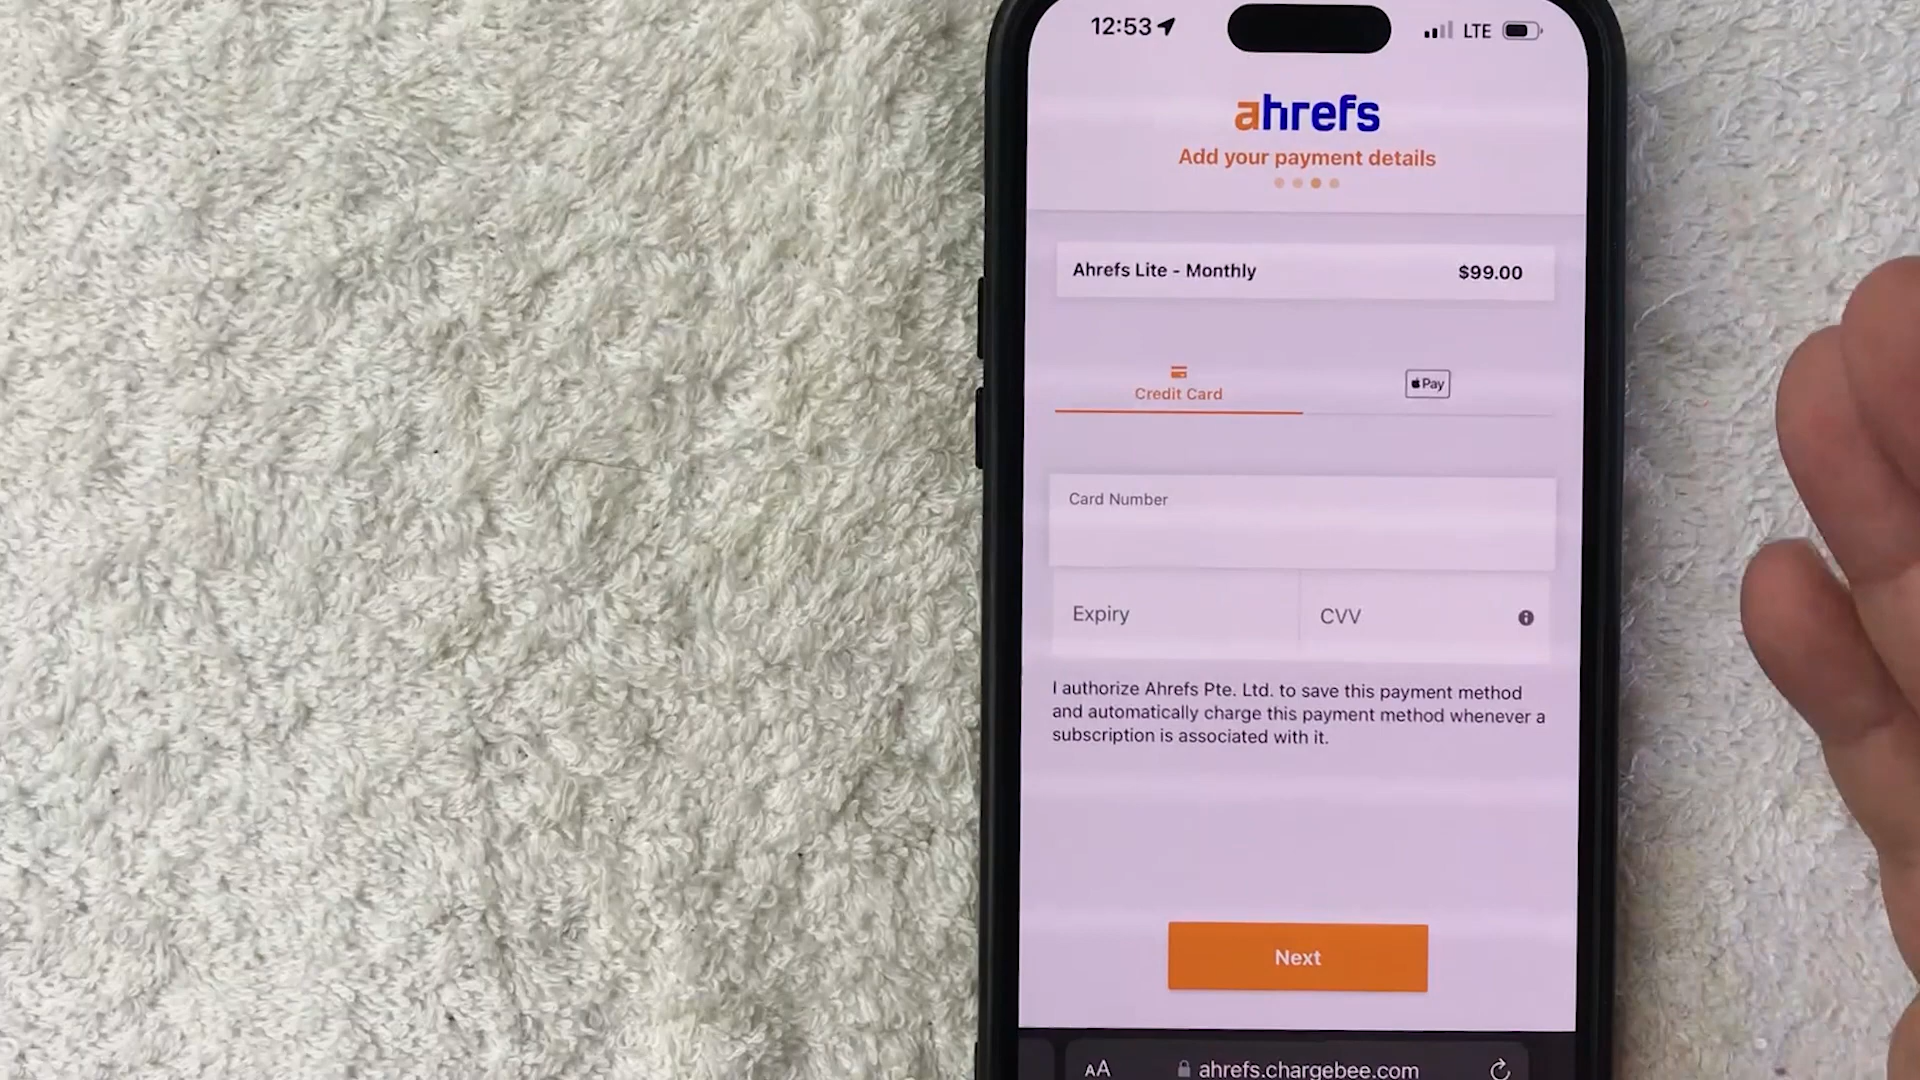 12:53
LTE
ahrefs
Add your payment details
Ahrefs Lite - Monthly $99.00
Credit Card
Pay
Card Number
Expiry
CVV
I authorize Ahrefs Pte. Ltd. to save this payment method
and automatically charge this payment method whenever a
subscription is associated with it.
Next
AA
ahrefs.chargebee.com